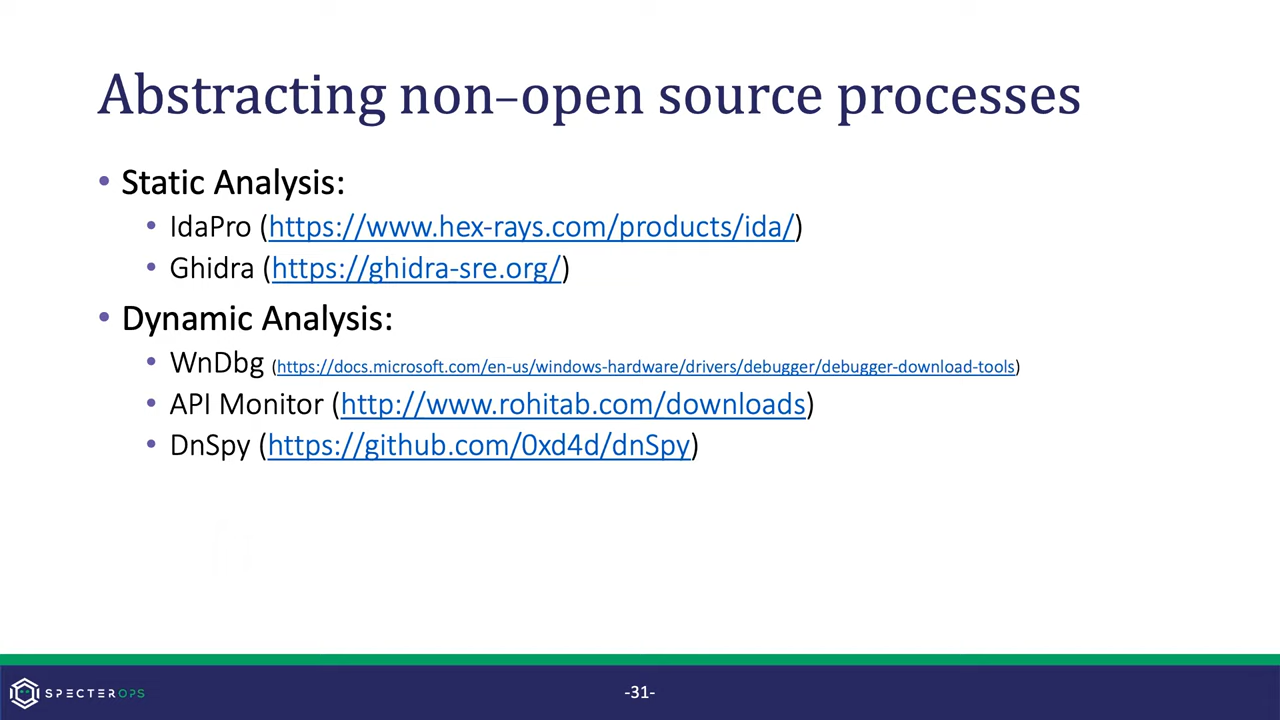 Abstracting non–open source processes
• Static Analysis:
• IdaPro (https://www.hex-rays.com/products/ida/)
• Ghidra (https://ghidra-sre.org/)
• Dynamic Analysis:
• WnDbg (https://docs.microsoft.com/en-us/windows-hardware/drivers/debugger/debugger-download-tools)
• API Monitor (http://www.rohitab.com/downloads)
• DnSpy (https://github.com/0xd4d/dnSpy)
SPECTEROPS
-31-